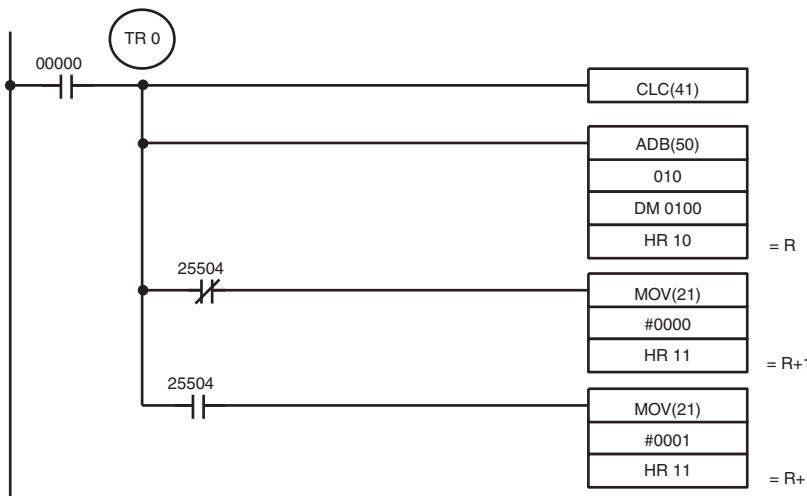 TR 0
00000
CLC(41)
ADB(50)
010
DM 0100
HR 10 = R
25504
MOV(21)
#0000
HR 11 = R+1
25504
MOV(21)
#0001
HR 11 = R+